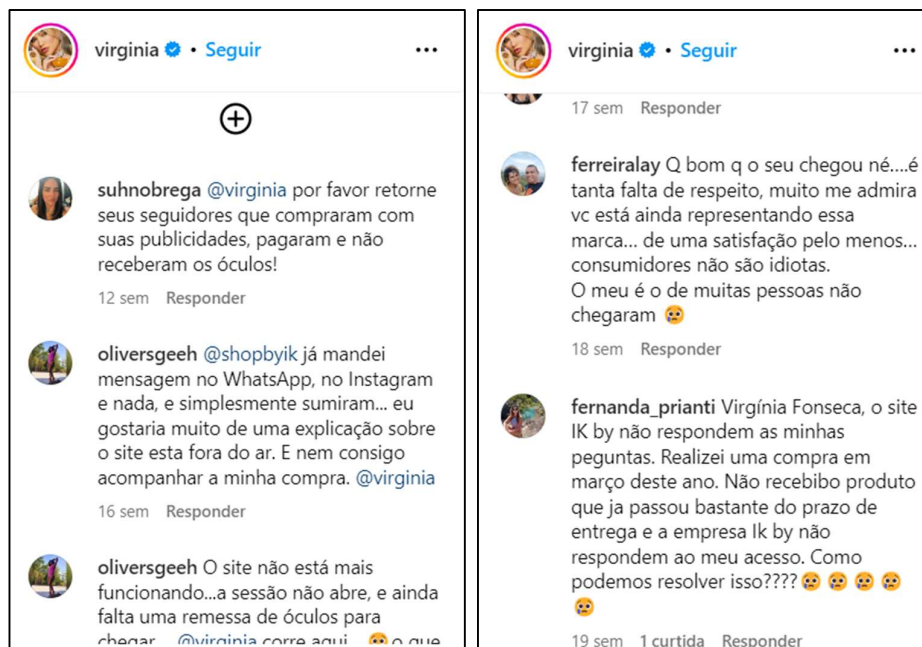 virginia • Seguir
suhnobrega @virginia por favor retorne
seus seguidores que compraram com
suas publicidades, pagaram e não
receberam os óculos!
12 sem Responder
oliversgeeh @shopbyik já mandei
mensagem no WhatsApp, no Instagram
e nada, e simplesmente sumiram... eu
gostaria muito de uma explicação sobre
o site esta fora do ar. E nem consigo
acompanhar a minha compra. @virginia
16 sem Responder
oliversgeeh O site não está mais
funcionando...a sessão não abre, e ainda
falta uma remessa de óculos para
chegar... @virginia corre aqui... 😢 o que
virginia • Seguir
17 sem Responder
ferreiralay Q bom q o seu chegou né....é
tanta falta de respeito, muito me admira
vc está ainda representando essa
marca... de uma satisfação pelo menos...
consumidores não são idiotas.
O meu é o de muitas pessoas não
chegaram 😢
18 sem Responder
fernanda_prianti Virgínia Fonseca, o site
IK by não respondem as minhas
peguntas. Realizei uma compra em
março deste ano. Não recebibo produto
que ja passou bastante do prazo de
entrega e a empresa Ik by não
respondem ao meu acesso. Como
podemos resolver isso???? 😢 😢 😢 😢
😢
19 sem 1 curtida Responder